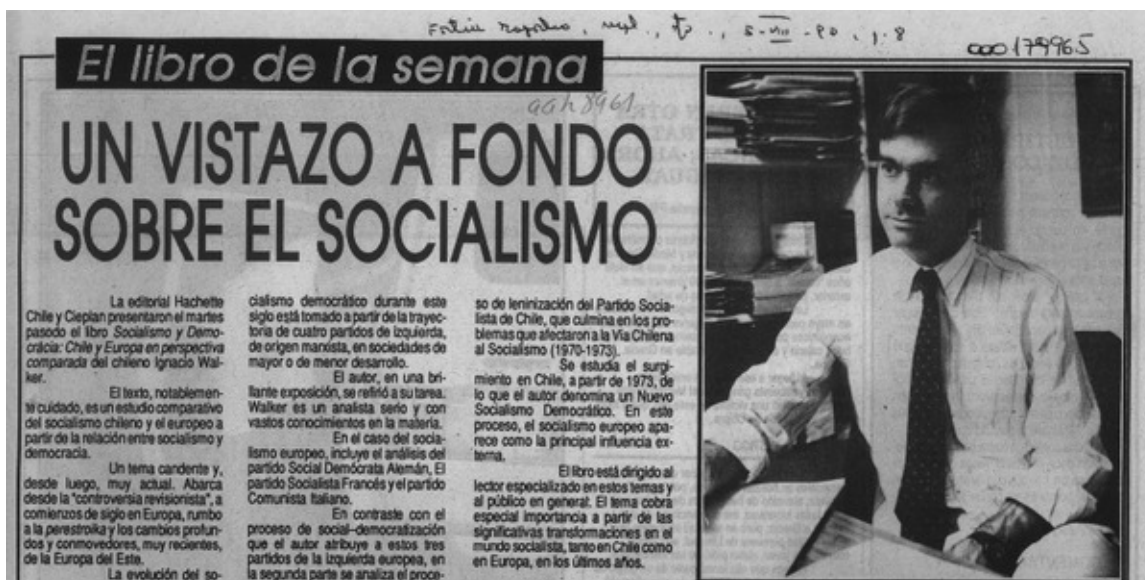 5-VIII-90, p. 8
000179965
El libro de la semana
aah8961
UN VISTAZO A FONDO
SOBRE EL SOCIALISMO
La editorial Hachette
Chile y Cieplan presentaron el martes
pasodo el libro Socialismo y Demo-
crácia: Chile y Europa en perspectiva
comparada del chileno Ignacio Wal-
ker.
El texto, notablemen-
te cuidado, es un estudio comparativo
del socialismo chileno y el europeo a
partir de la relación entre socialismo y
democracia.
Un tema candente y,
desde luego, muy actual. Abarca
desde la "controversia revisionista", a
comienzos de siglo en Europa, rumbo
a la perestroika y los cambios profun-
dos y conmovedores, muy recientes,
de la Europa del Este.
La evolución del so-
cialismo democrático durante este
siglo está tomado a partir de la trayec-
toria de cuatro partidos de izquierda,
de origen marxista, en sociedades de
mayor o de menor desarrollo.
El autor, en una bri-
llante exposición, se refirió a su tarea.
Walker es un analista serio y con
vastos conocimientos en la materia.
En el caso del socia-
lismo europeo, incluye el análisis del
partido Social Demócrata Alemán, El
partido Socialista Francés y el partido
Comunista Italiano.
En contraste con el
proceso de social-democratización
que el autor atribuye a estos tres
partidos de la izquierda europea, en
la segunda parte se analiza el proce-
so de leninización del Partido Socia-
lista de Chile, que culmina en los pro-
blemas que afectaron a la Vía Chilena
al Socialismo (1970-1973).
Se estudia el surgi-
miento en Chile, a partir de 1973, de
lo que el autor denomina un Nuevo
Socialismo Democrático. En este
proceso, el socialismo europeo apa-
rece como la principal influencia ex-
terna.
El libro está dirigido al
lector especializado en estos temas y
al público en general. El tema cobra
especial importancia a partir de las
significativas transformaciones en el
mundo socialista, tanto en Chile como
en Europa, en los últimos años.